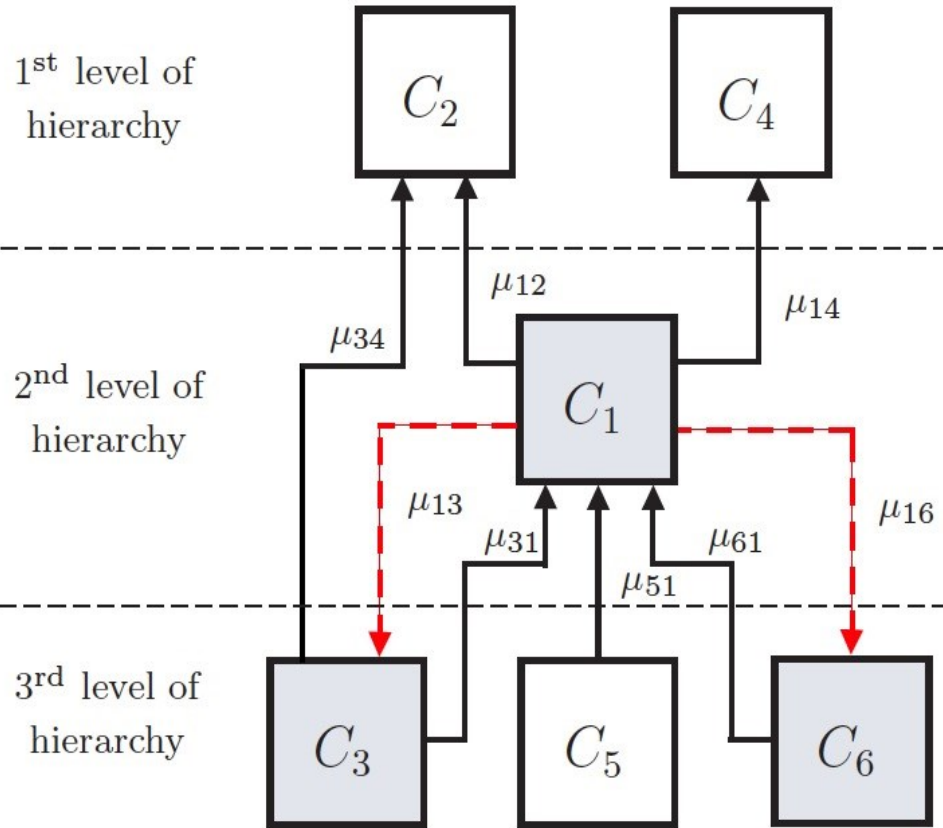 1st level of
hierarchy
C2
C4
μ12
μ14
μ34
2nd level of
hierarchy
C1
μ13
μ16
μ31
μ61
μ51
3rd level of
hierarchy
C3
C5
C6